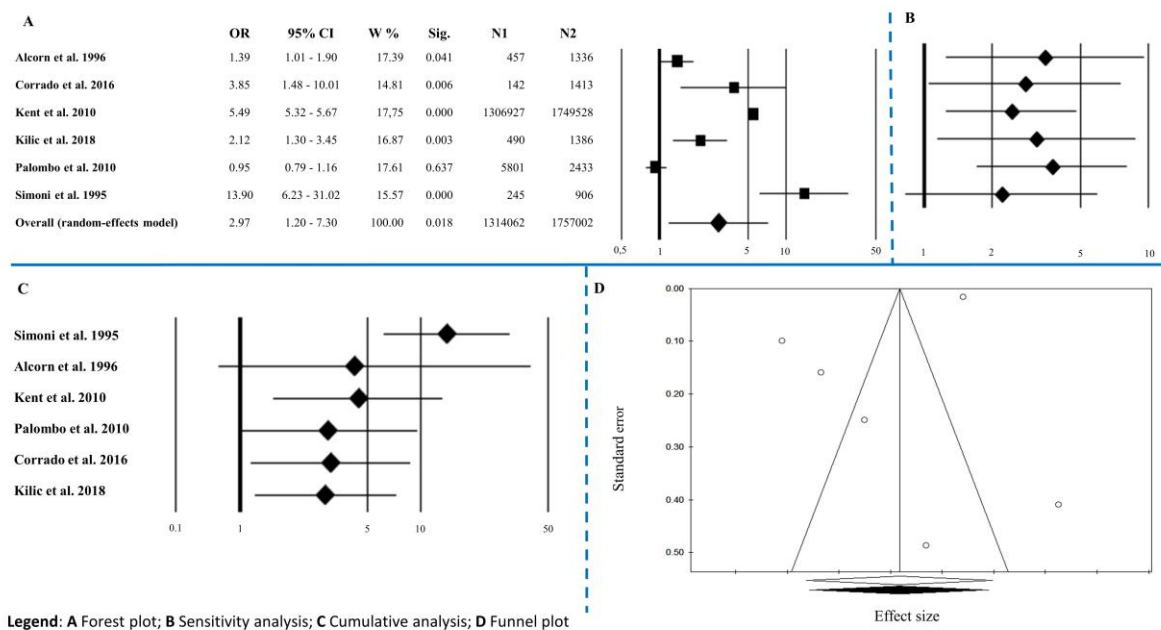 A
B
OR 95% CI W % Sig. N1 N2
Alcorn et al. 1996 1.39 1.01 - 1.90 17.39 0.041 457 1336
Corrado et al. 2016 3.85 1.48 - 10.01 14.81 0.006 142 1413
Kent et al. 2010 5.49 5.32 - 5.67 17,75 0.000 1306927 1749528
Kilic et al. 2018 2.12 1.30 - 3.45 16.87 0.003 490 1386
Palombo et al. 2010 0.95 0.79 - 1.16 17.61 0.637 5801 2433
Simoni et al. 1995 13.90 6.23 - 31.02 15.57 0.000 245 906
Overall (random-effects model) 2.97 1.20 - 7.30 100.00 0.018 1314062 1757002
0,5 1 5 10 50
1 2 5 10
C
Simoni et al. 1995
Alcorn et al. 1996
Kent et al. 2010
Palombo et al. 2010
Corrado et al. 2016
Kilic et al. 2018
0.1 1 5 10 50
D
0.00
0.10
0.20
0.30
0.40
0.50
Standard error
Effect size
Legend: A Forest plot; B Sensitivity analysis; C Cumulative analysis; D Funnel plot